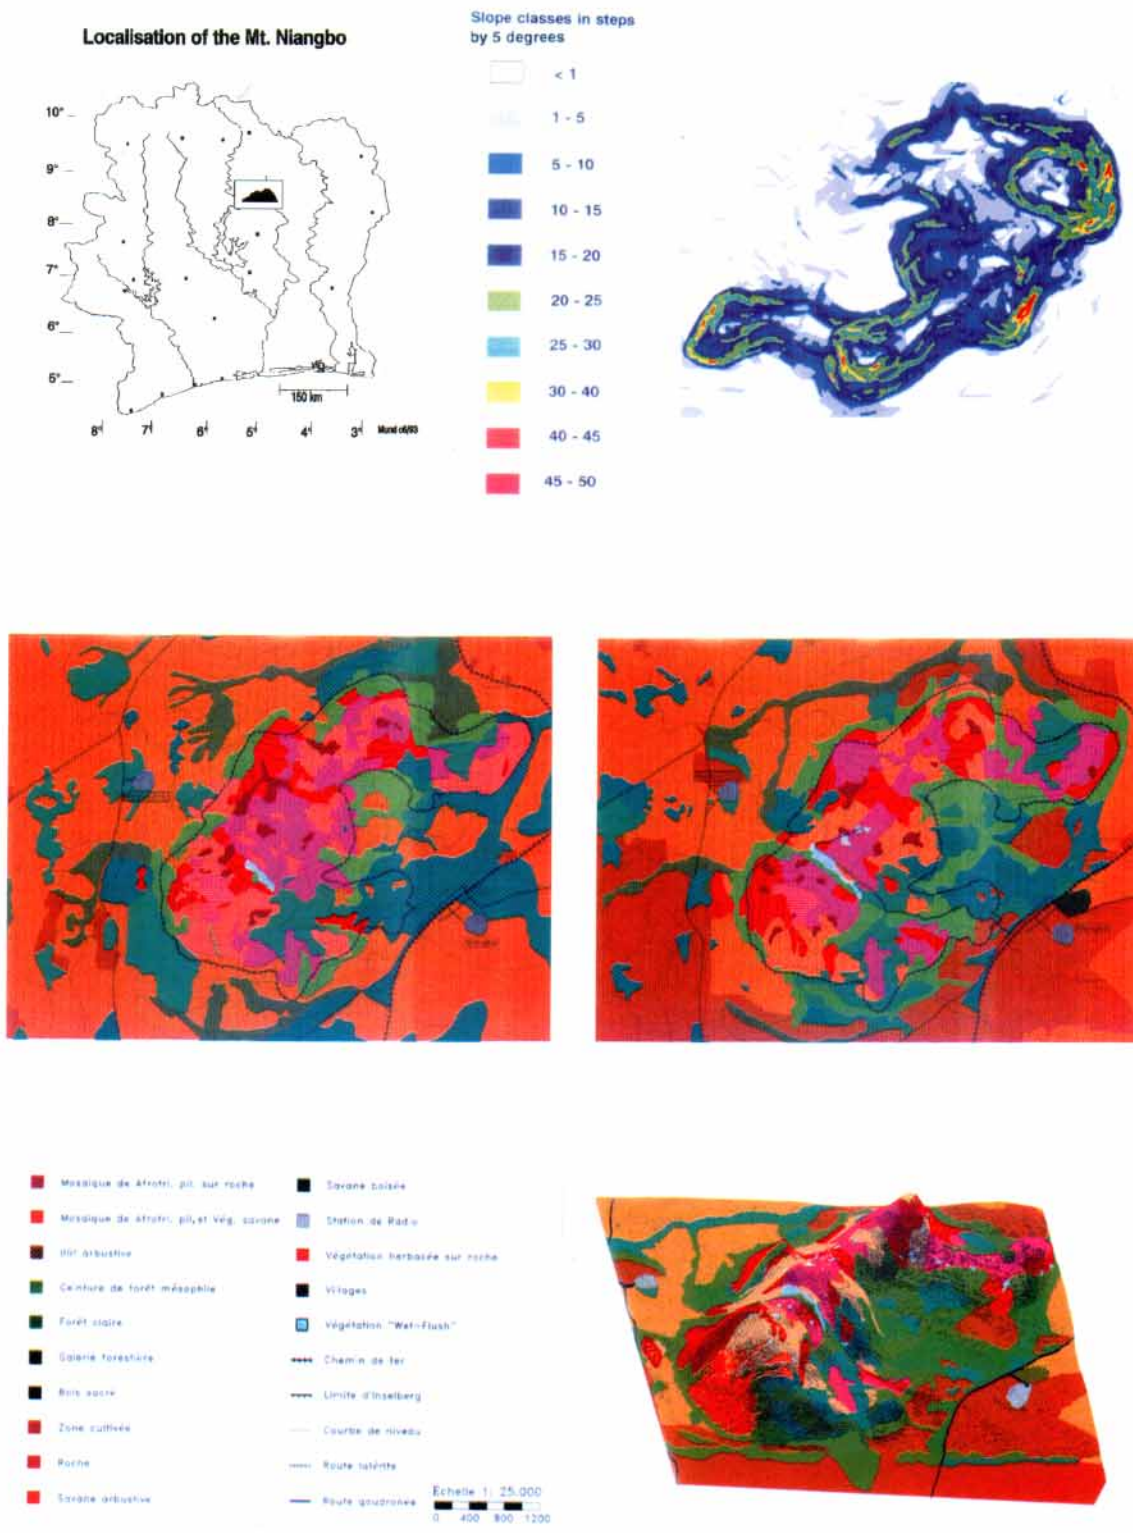 Localisation of the Mt. Niangbo
10°
9°
8°
7°
6°
5°
150 km
8° 7° 6° 5° 4° 3°
Slope classes in steps
by 5 degrees
< 1
1 - 5
5 - 10
10 - 15
15 - 20
20 - 25
25 - 30
30 - 40
40 - 45
45 - 50
Mosaïque de Afrotri. pil. sur roche
Mosaïque de Afrotri. pil. et Vég. savane
Ilôt arbustive
Ceinture de forêt mésophile
Forêt claire
Galerie forestière
Bois sacré
Zone cultivée
Roche
Savane arbustive
Savane boisée
Station de Radio
Végétation herbacée sur roche
Villages
Végétation "Wet-Flush"
Chemin de fer
Limite d'Inselberg
Courbe de niveau
Route latérite
Route goudronée
Echelle 1: 25.000
0 400 800 1200